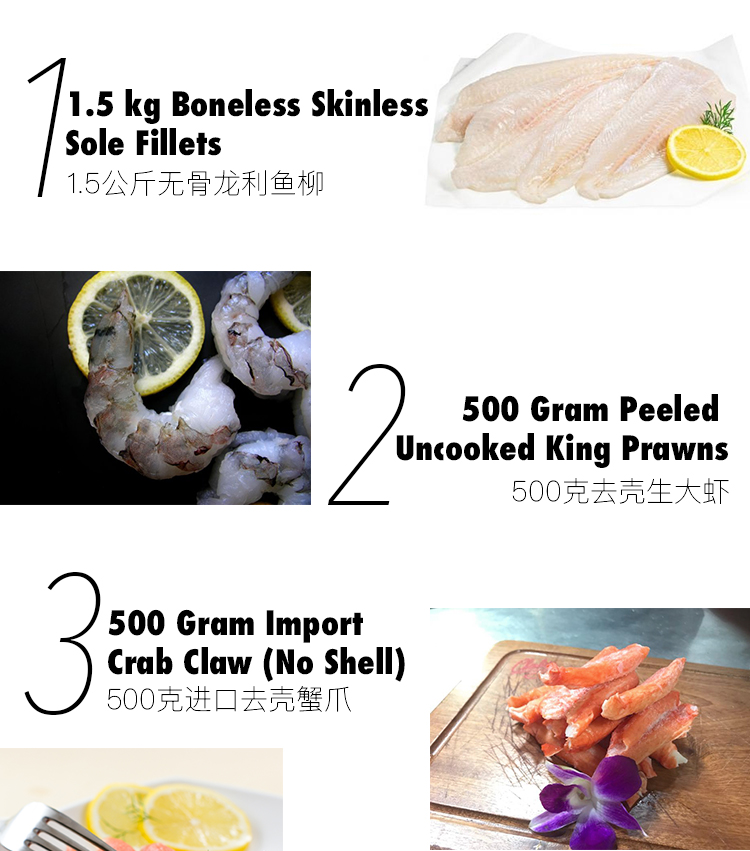 1
1.5 kg Boneless Skinless
Sole Fillets
1.5公斤无骨龙利鱼柳
2
500 Gram Peeled
Uncooked King Prawns
500克去壳生大虾
3
500 Gram Import
Crab Claw (No Shell)
500克进口去壳蟹爪